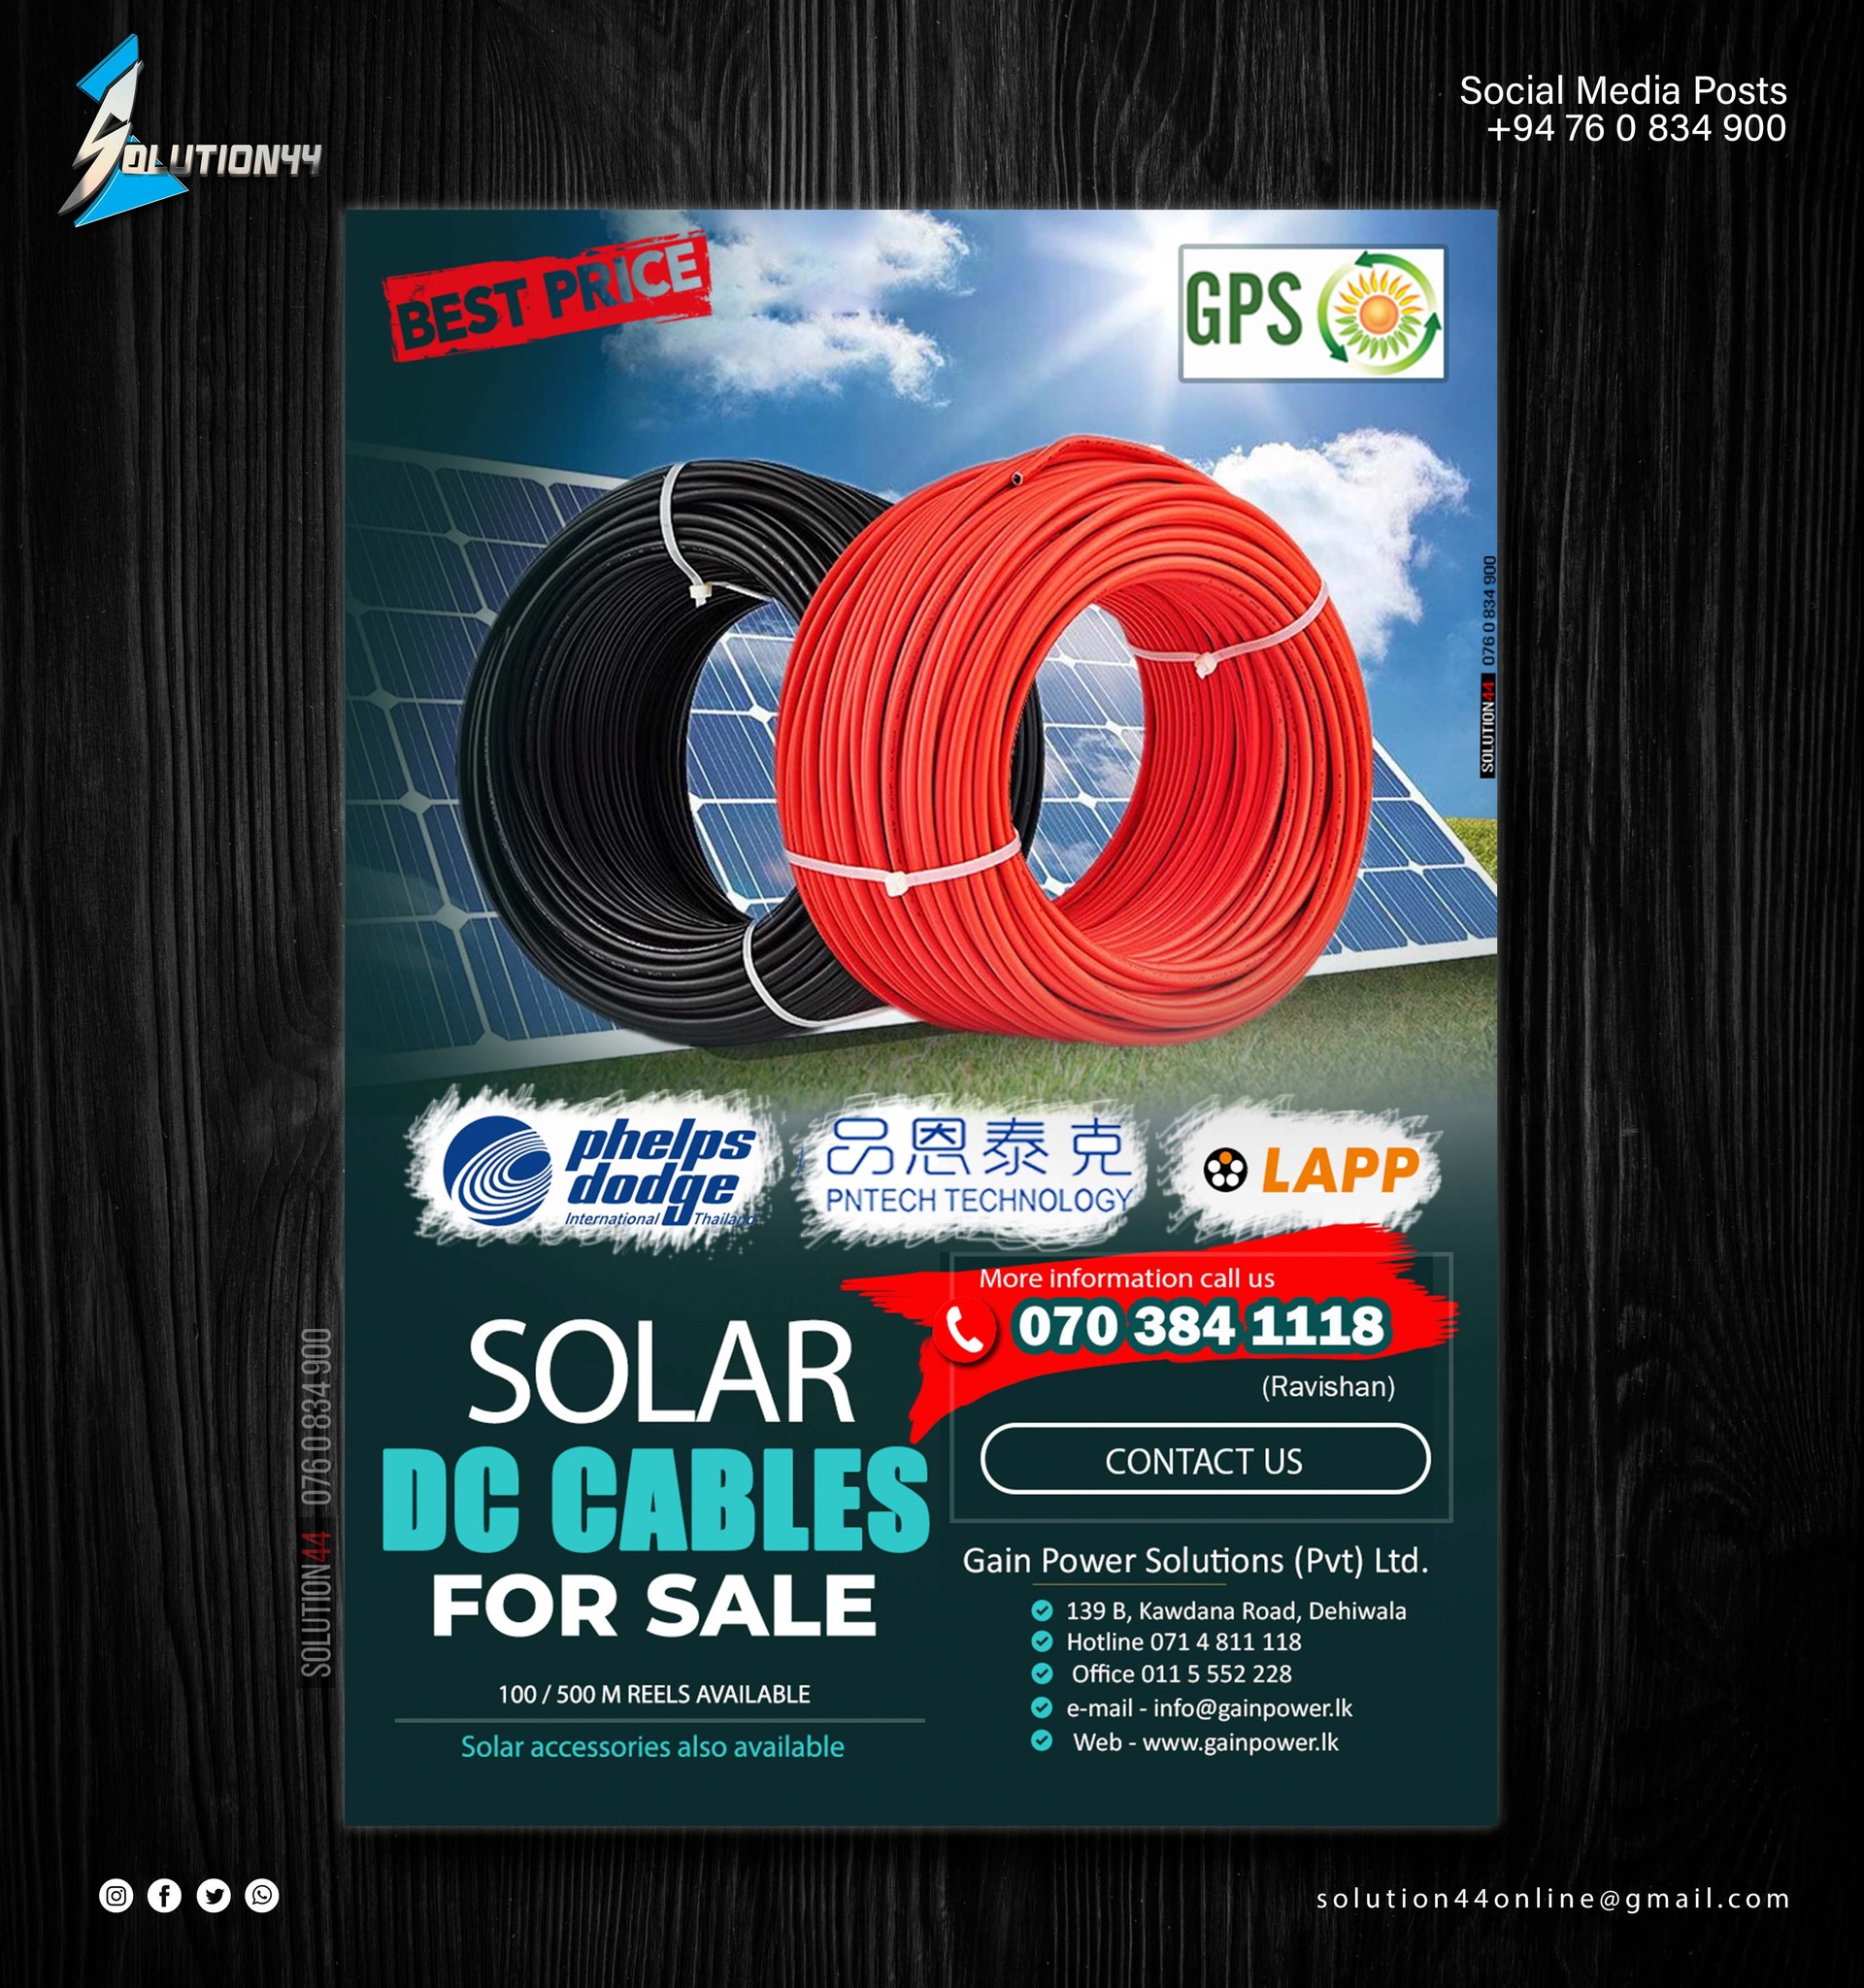 SOLUTION44
Social Media Posts
+94 76 0 834 900
BEST PRICE
GPS
SOLUTION44 076 0 834 900
phelps
dodge
International Thailand
品恩泰克
PNTECH TECHNOLOGY
LAPP
More information call us
070 384 1118
(Ravishan)
CONTACT US
SOLAR
DC CABLES
FOR SALE
100 / 500 M REELS AVAILABLE
Solar accessories also available
Gain Power Solutions (Pvt) Ltd.
139 B, Kawdana Road, Dehiwala
Hotline 071 4 811 118
Office 011 5 552 228
e-mail - info@gainpower.lk
Web - www.gainpower.lk
SOLUTION44 076 0 834 900
solution44online@gmail.com